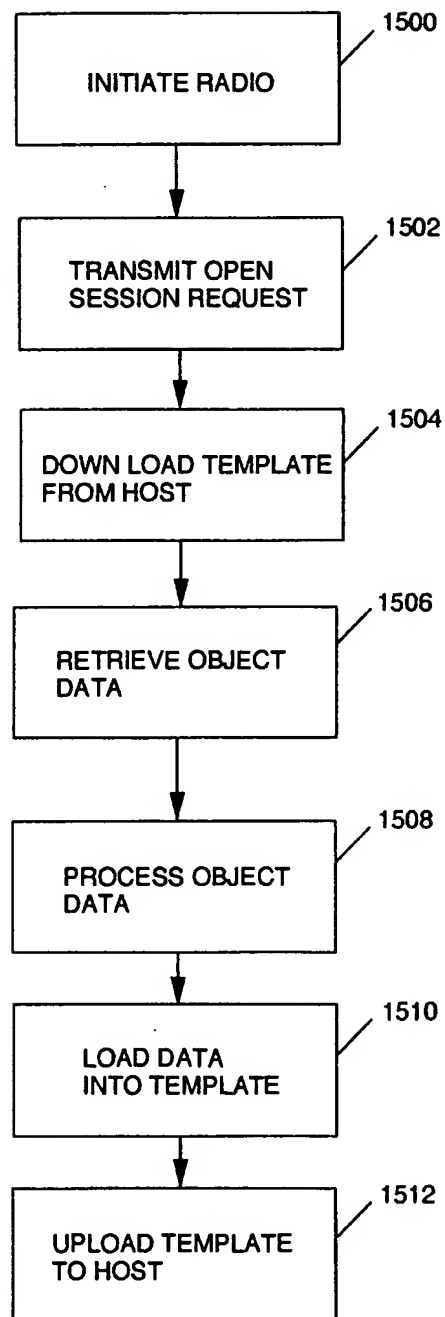 1500
INITIATE RADIO
1502
TRANSMIT OPEN
SESSION REQUEST
1504
DOWN LOAD TEMPLATE
FROM HOST
1506
RETRIEVE OBJECT
DATA
1508
PROCESS OBJECT
DATA
1510
LOAD DATA
INTO TEMPLATE
1512
UPLOAD TEMPLATE
TO HOST